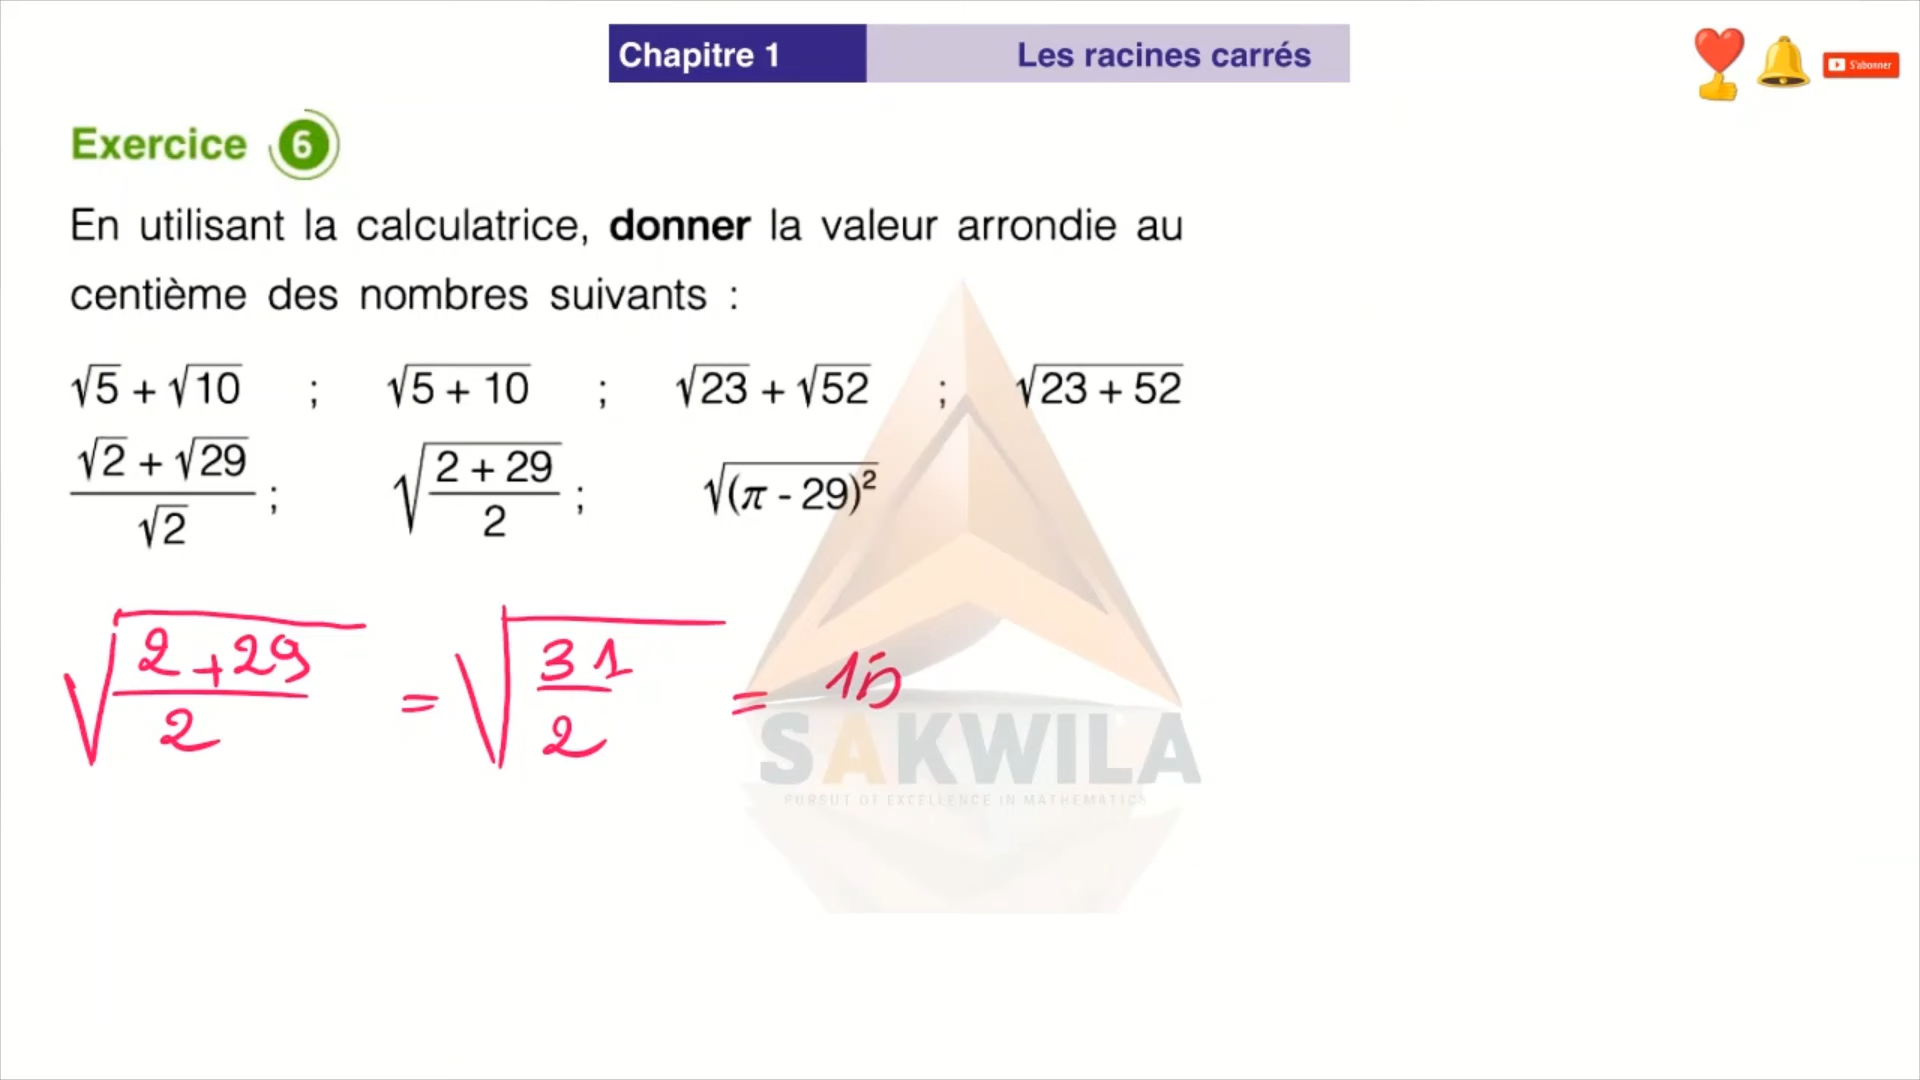 Chapitre 1 Les racines carrés
S'abonner
Exercice 6
En utilisant la calculatrice, donner la valeur arrondie au
centième des nombres suivants :
√5 + √10 ; √(5 + 10) ; √23 + √52 ; √(23 + 52)
(√2 + √29)/√2 ; √((2 + 29)/2) ; √((π - 29)²)
√((2+29)/2) = √(31/2) = 15
SAKWILA
PURSUT OF EXCELLENCE IN MATHEMATICS